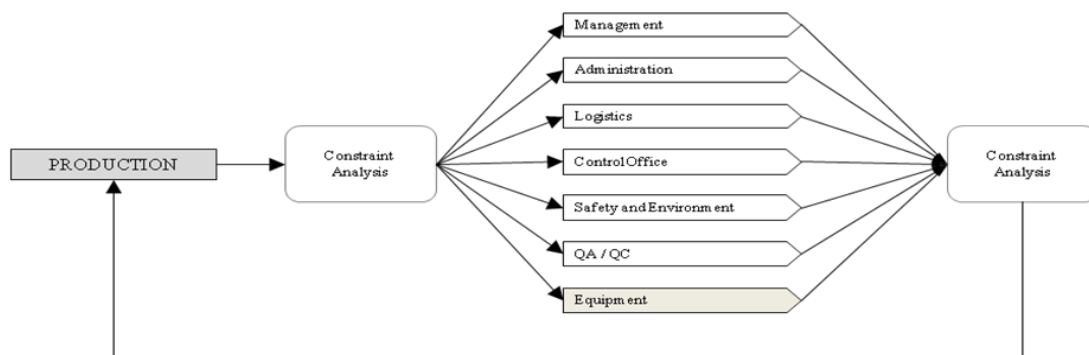 PRODUCTION
Constraint
Analysis
Management
Administration
Logistics
Control Office
Safety and Environment
QA / QC
Equipment
Constraint
Analysis